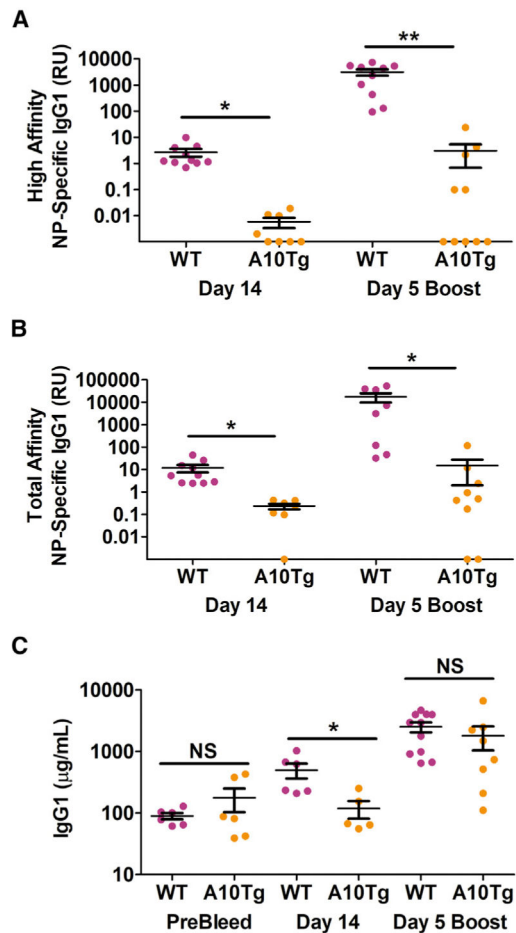 A
High Affinity
NP-Specific IgG1 (RU)
10000
1000
100
10
1
0.1
0.01
*
**
WT A10Tg WT A10Tg
Day 14 Day 5 Boost
B
Total Affinity
NP-Specific IgG1 (RU)
100000
10000
1000
100
10
1
0.1
0.01
*
*
WT A10Tg WT A10Tg
Day 14 Day 5 Boost
C
IgG1 (μg/mL)
10000
1000
100
10
NS
*
NS
WT A10Tg WT A10Tg WT A10Tg
PreBleed Day 14 Day 5 Boost